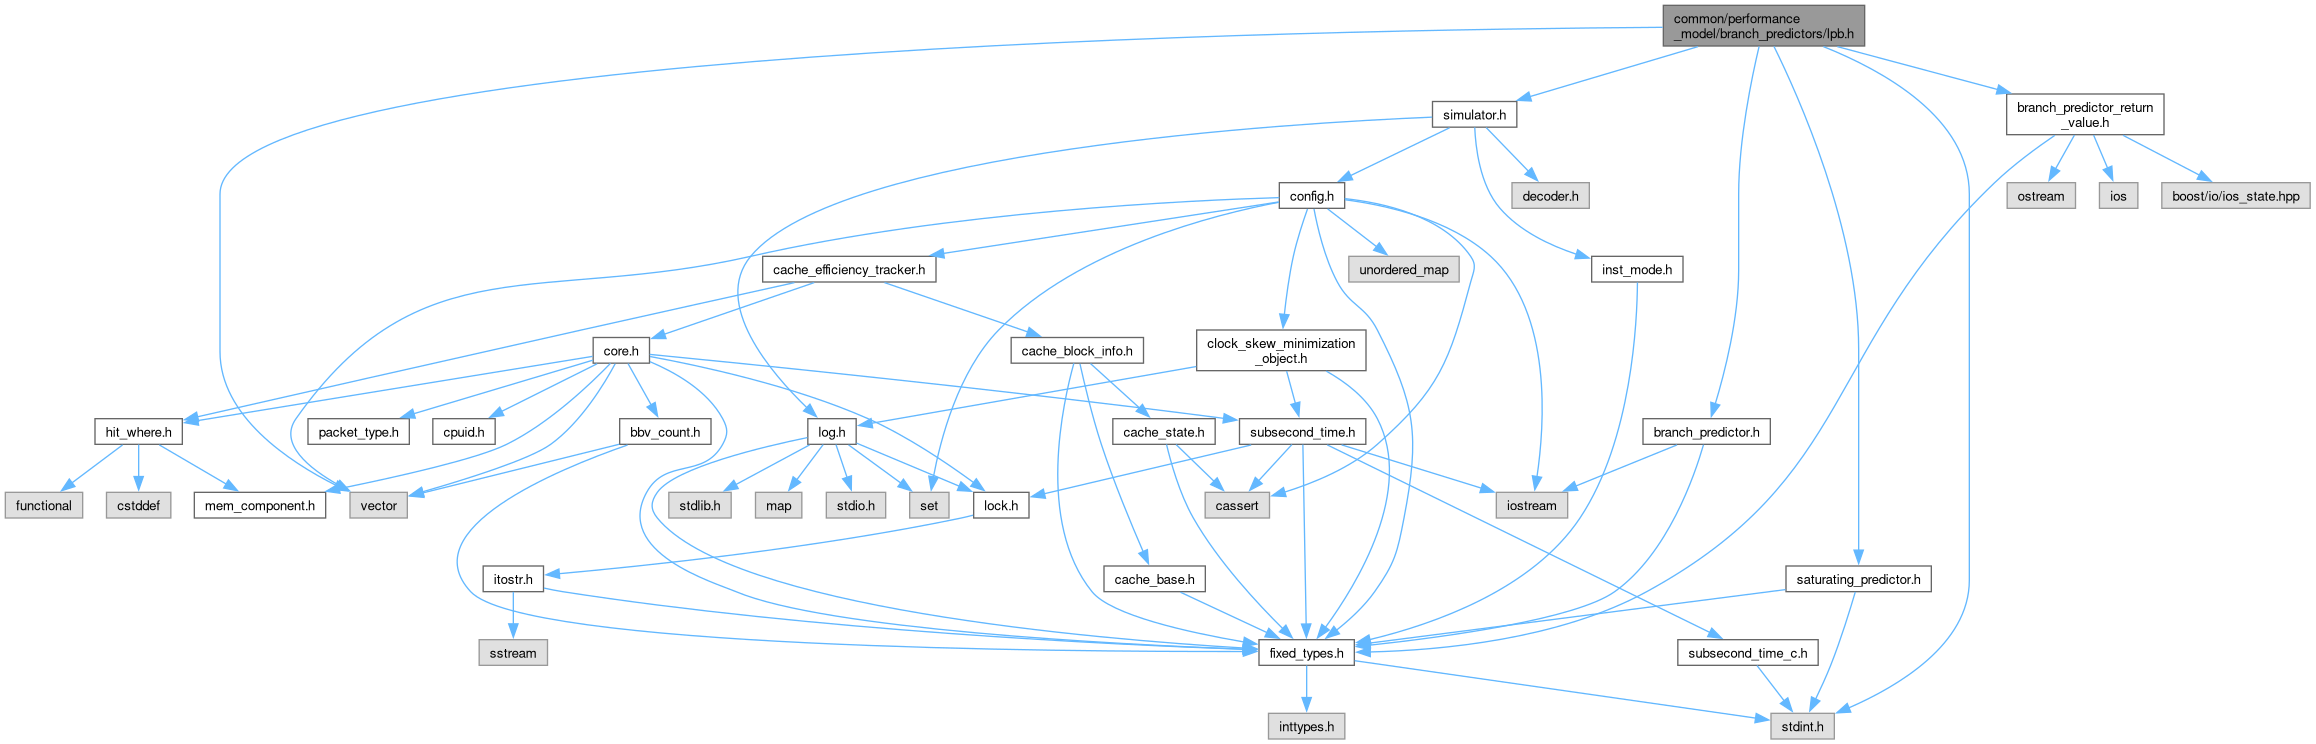 common/performance
_model/branch_predictors/lpb.h
branch_predictor_return
_value.h
simulator.h
config.h
decoder.h
ostream
ios
boost/io/ios_state.hpp
cache_efficiency_tracker.h
unordered_map
inst_mode.h
core.h
cache_block_info.h
clock_skew_minimization
_object.h
hit_where.h
packet_type.h
cpuid.h
bbv_count.h
log.h
cache_state.h
subsecond_time.h
branch_predictor.h
functional
cstddef
mem_component.h
vector
stdlib.h
map
stdio.h
set
lock.h
cassert
iostream
itostr.h
cache_base.h
saturating_predictor.h
sstream
fixed_types.h
subsecond_time_c.h
inttypes.h
stdint.h